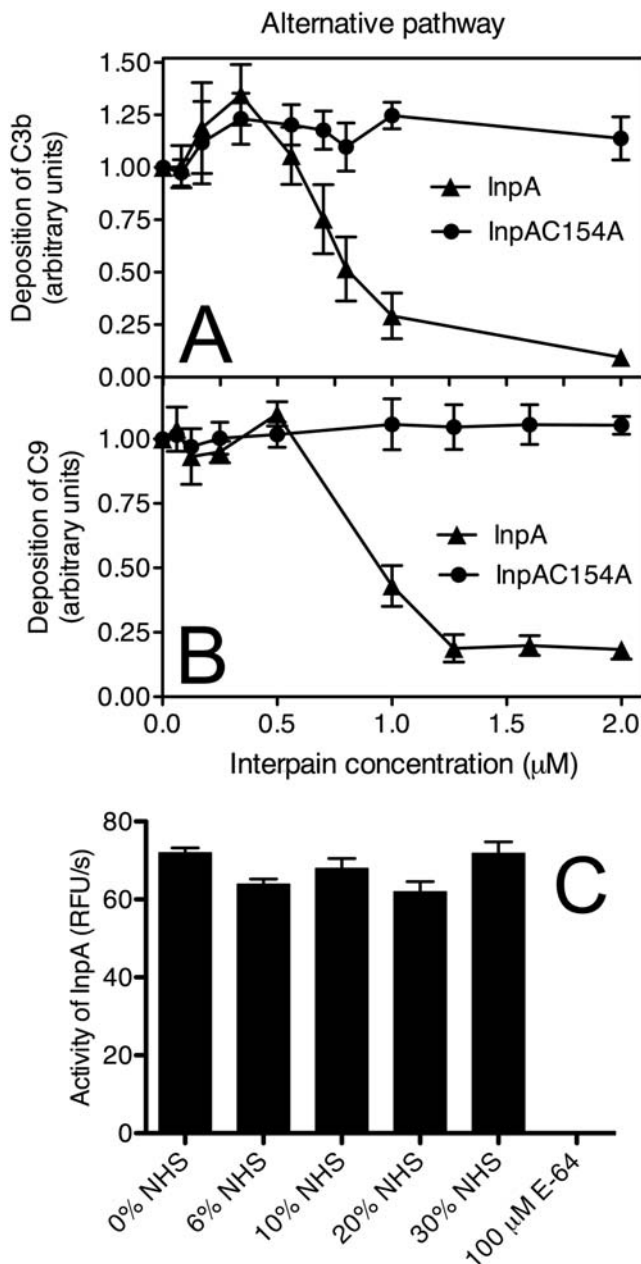 Alternative pathway
1.50
1.25
1.00
0.75
0.50
0.25
0.00
Deposition of C3b
(arbitrary units)
InpA
InpAC154A
A
1.00
0.75
0.50
0.25
0.00
Deposition of C9
(arbitrary units)
InpA
InpAC154A
B
0.0 0.5 1.0 1.5 2.0
Interpain concentration (μM)
80
60
40
20
0
Activity of InpA (RFU/s)
C
0% NHS
6% NHS
10% NHS
20% NHS
30% NHS
100 μM E-64